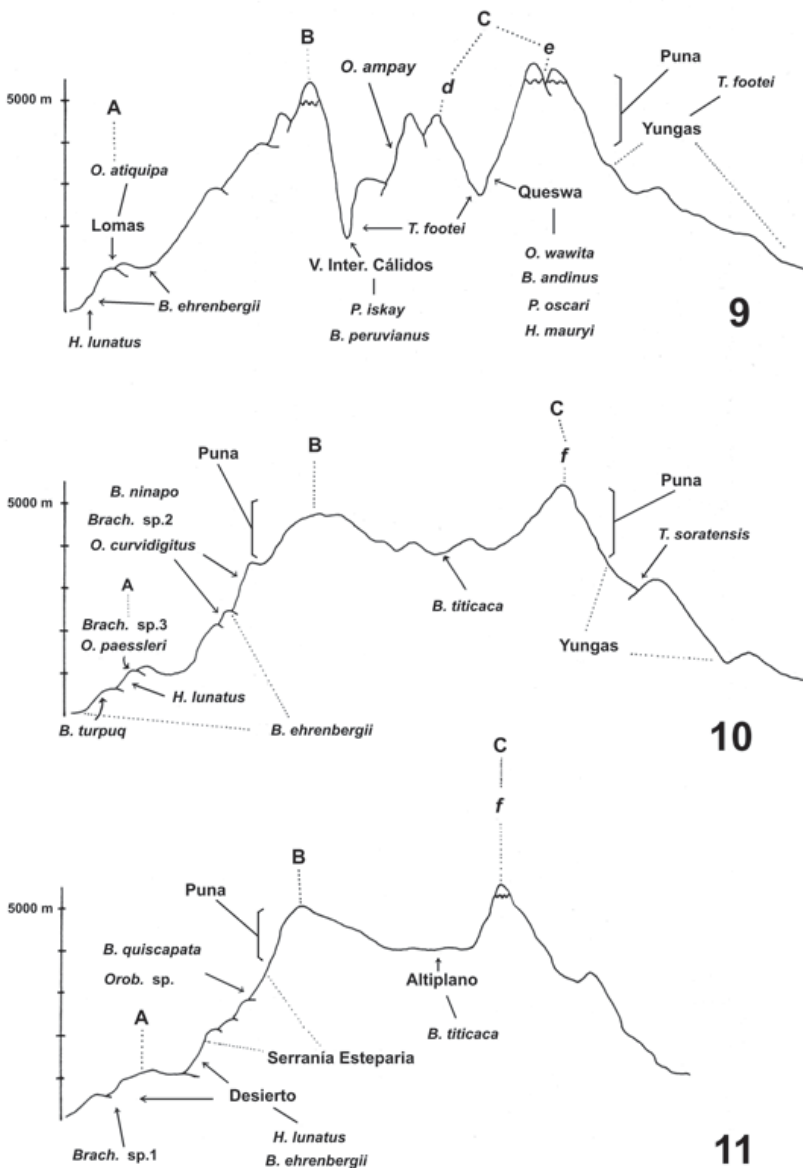 C
B
e
O. ampay
d
Puna
5000 m
T. footei
A
Yungas
O. atiquipa
Queswa
Lomas
T. footei
V. Inter. Cálidos
O. wawita
B. ehrenbergii
B. andinus
P. iskay
P. oscari
H. lunatus
B. peruvianus
H. mauryi
9
C
B
f
Puna
Puna
5000 m
B. ninapo
Brach. sp.2
T. soratensis
O. curvidigitus
A
B. titicaca
Brach. sp.3
O. paessleri
Yungas
H. lunatus
B. turpuq
B. ehrenbergii
10
C
f
B
Puna
5000 m
B. quiscapata
Orob. sp.
Altiplano
A
B. titicaca
Serranía Esteparia
Desierto
H. lunatus
Brach. sp.1
B. ehrenbergii
11